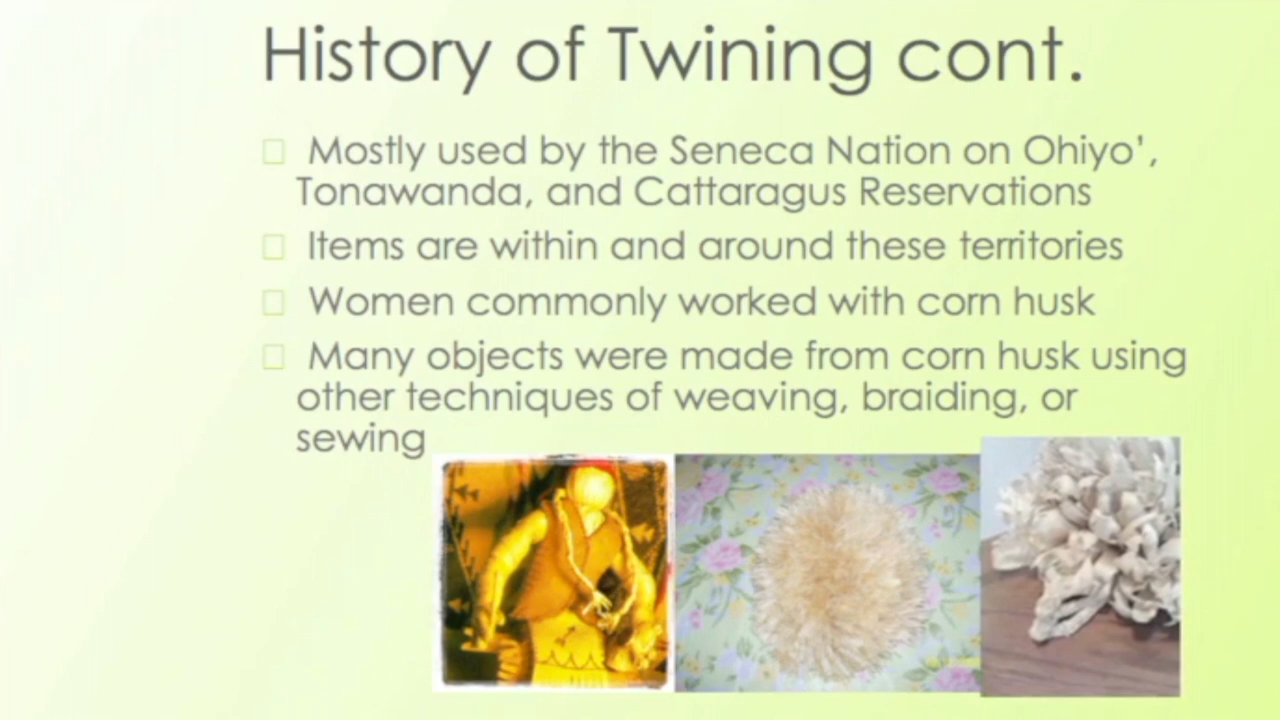 History of Twining cont.
Mostly used by the Seneca Nation on Ohiyo’,
Tonawanda, and Cattaragus Reservations
Items are within and around these territories
Women commonly worked with corn husk
Many objects were made from corn husk using
other techniques of weaving, braiding, or
sewing